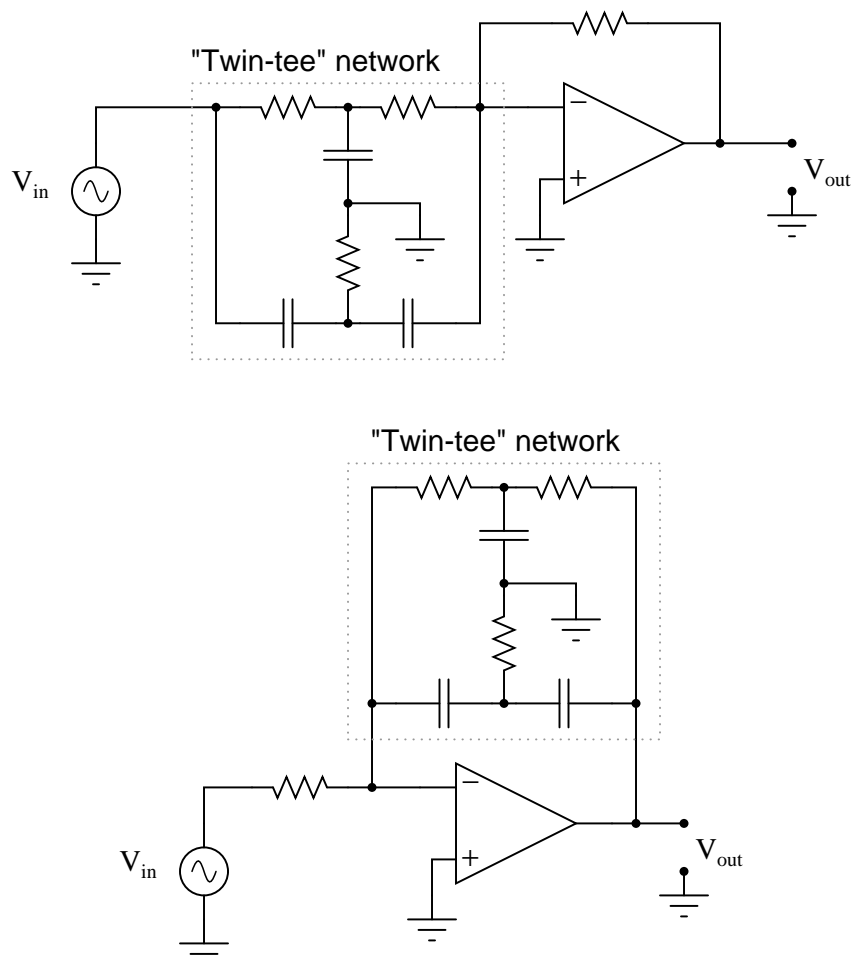 "Twin-tee" network
V_in
−
+
V_out
"Twin-tee" network
V_in
−
+
V_out